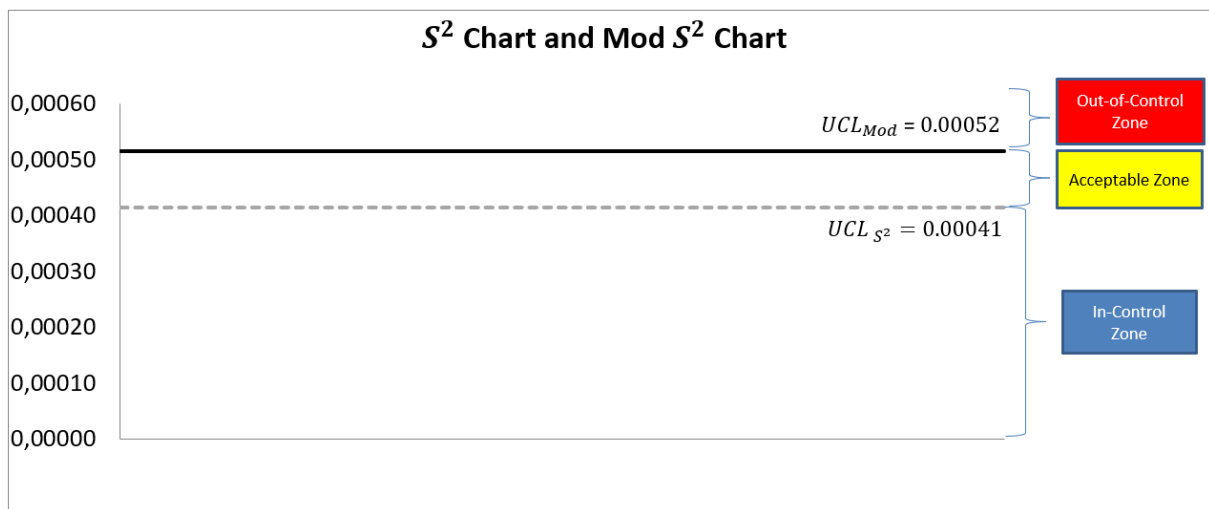 S² Chart and Mod S² Chart
0,00060
0,00050
0,00040
0,00030
0,00020
0,00010
0,00000
UCL_Mod = 0.00052
UCL_S² = 0.00041
Out-of-Control
Zone
Acceptable Zone
In-Control
Zone